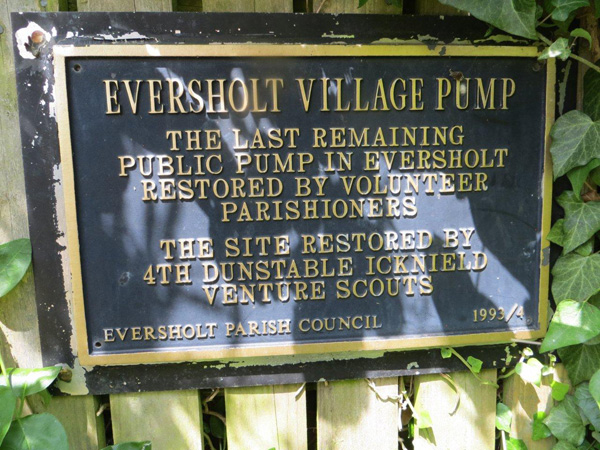 EVERSHOLT VILLAGE PUMP
THE LAST REMAINING
PUBLIC PUMP IN EVERSHOLT
RESTORED BY VOLUNTEER
PARISHIONERS
THE SITE RESTORED BY
4TH DUNSTABLE ICKNIELD
VENTURE SCOUTS
EVERSHOLT PARISH COUNCIL 1993/4